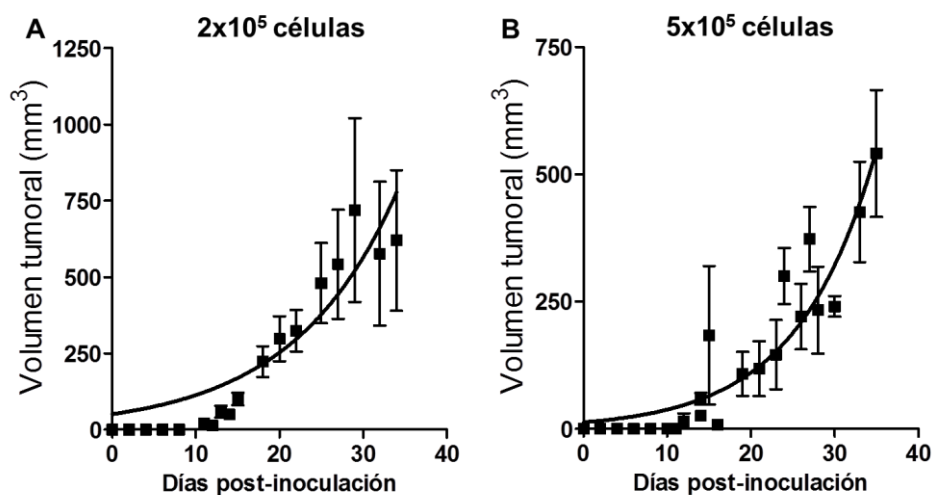 A
2x10⁵ células
Volumen tumoral (mm³)
1250
1000
750
500
250
0
0 10 20 30 40
Días post-inoculación
B
5x10⁵ células
Volumen tumoral (mm³)
750
500
250
0
0 10 20 30 40
Días post-inoculación